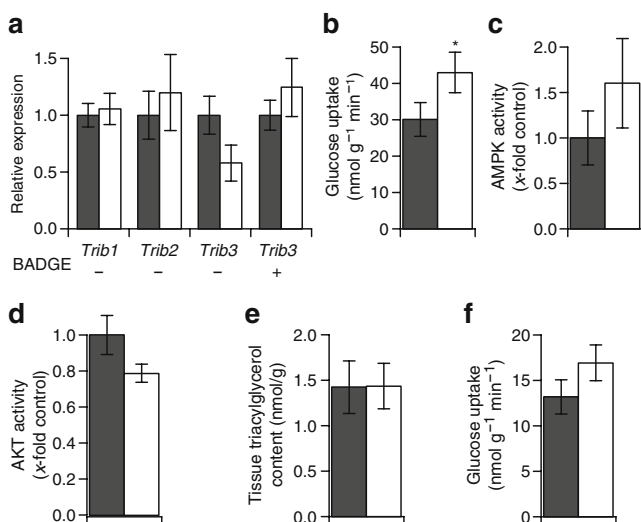 a
Relative expression
1.5
1.0
0.5
0.0
Trib1 Trib2 Trib3 Trib3
BADGE – – – +
b
Glucose uptake
(nmol g⁻¹ min⁻¹)
50
40
30
20
10
0
*
c
AMPK activity
(x-fold control)
2.0
1.5
1.0
0.5
0.0
d
AKT activity
(x-fold control)
1.0
0.8
0.6
0.4
0.2
0.0
e
Tissue triacylglycerol
content (nmol/g)
2.0
1.5
1.0
0.5
0.0
f
Glucose uptake
(nmol g⁻¹ min⁻¹)
20
15
10
5
0